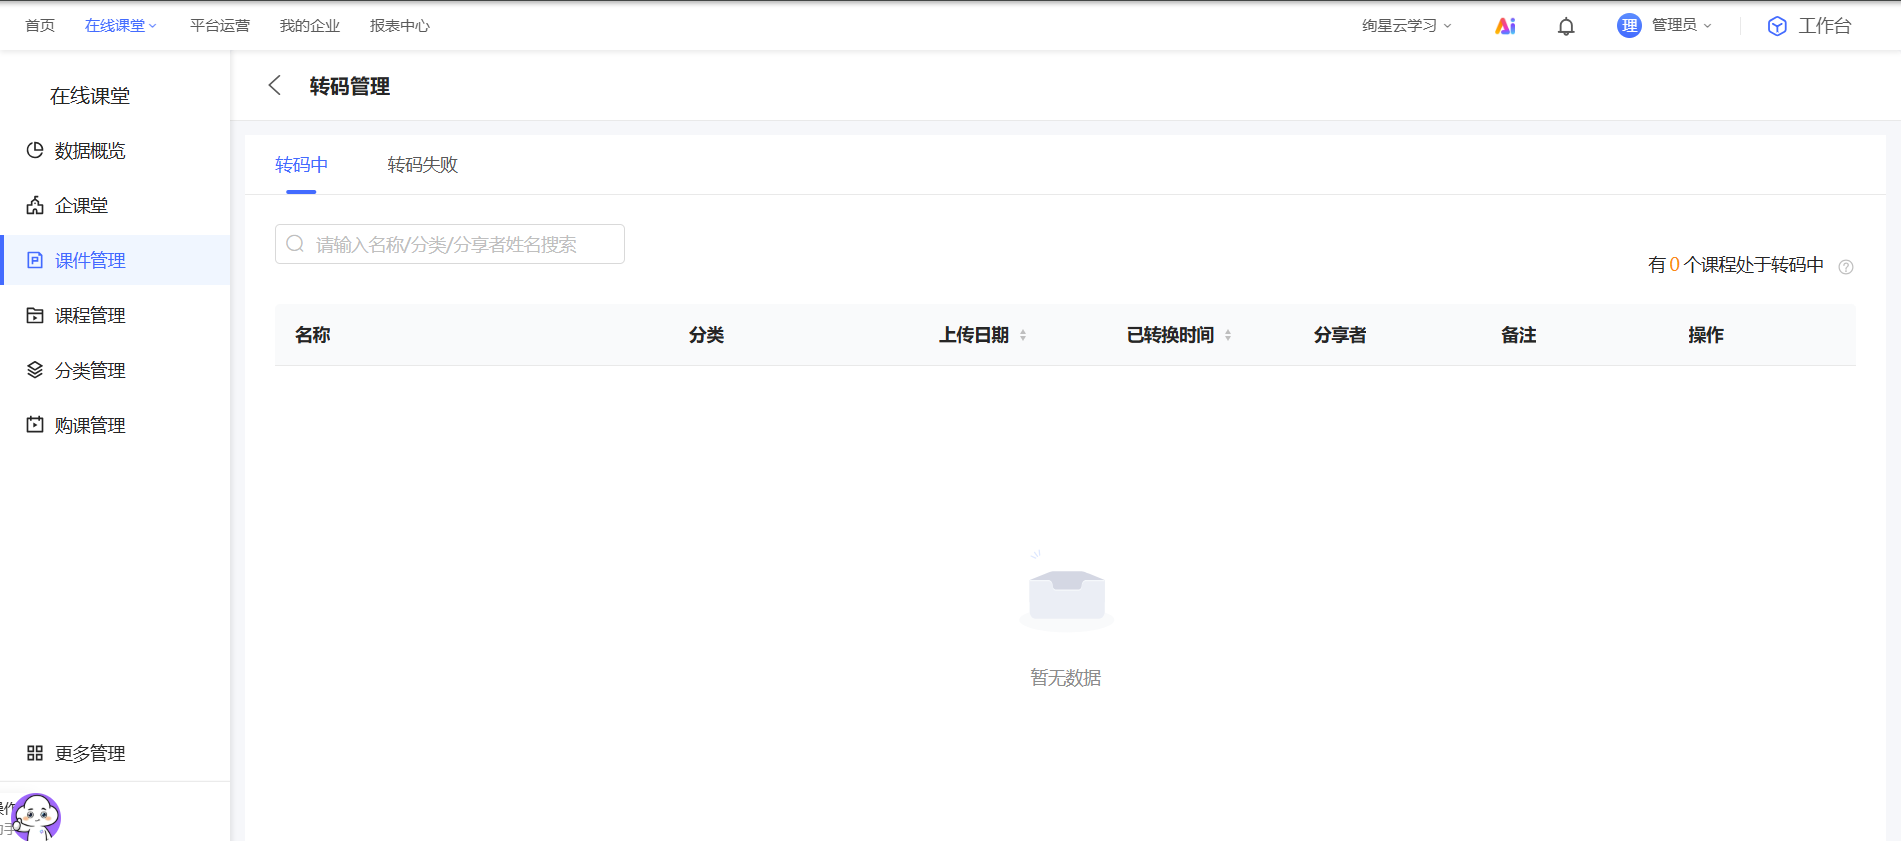 首页 在线课堂 平台运营 我的企业 报表中心 绚星云学习 Ai 理 管理员 工作台
在线课堂
数据概览
企课堂
课件管理
课程管理
分类管理
购课管理
更多管理
转码管理
转码中 转码失败
请输入名称/分类/分享者姓名搜索
有 0 个课程处于转码中
名称 分类 上传日期 已转换时间 分享者 备注 操作
暂无数据